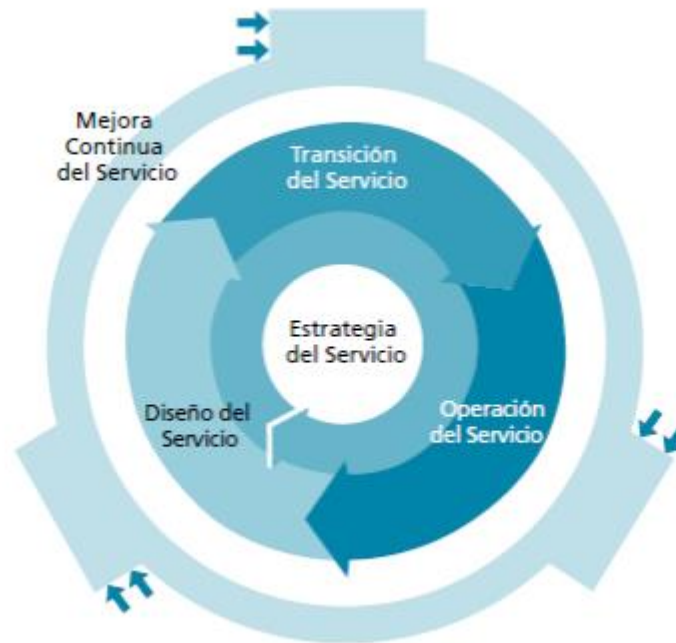 Mejora
Continua
del Servicio
Transición
del Servicio
Estrategia
del Servicio
Diseño del
Servicio
Operación
del Servicio